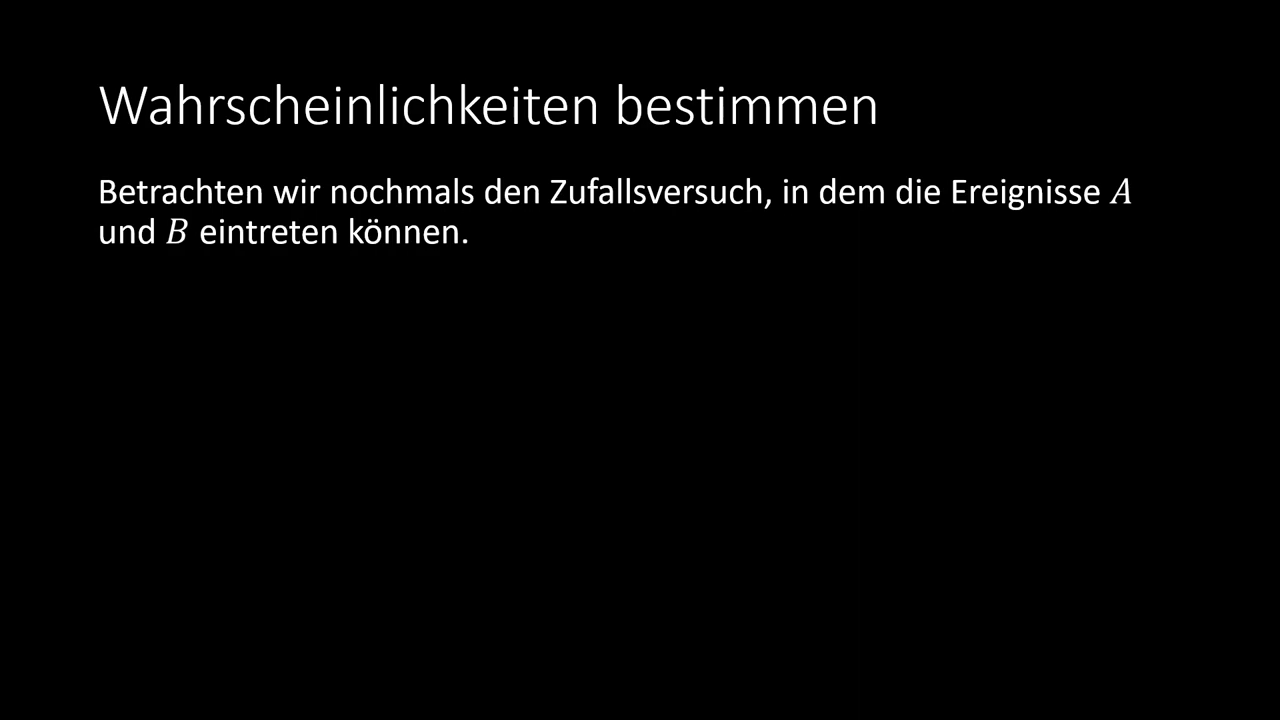 Wahrscheinlichkeiten bestimmen
Betrachten wir nochmals den Zufallsversuch, in dem die Ereignisse A
und B eintreten können.